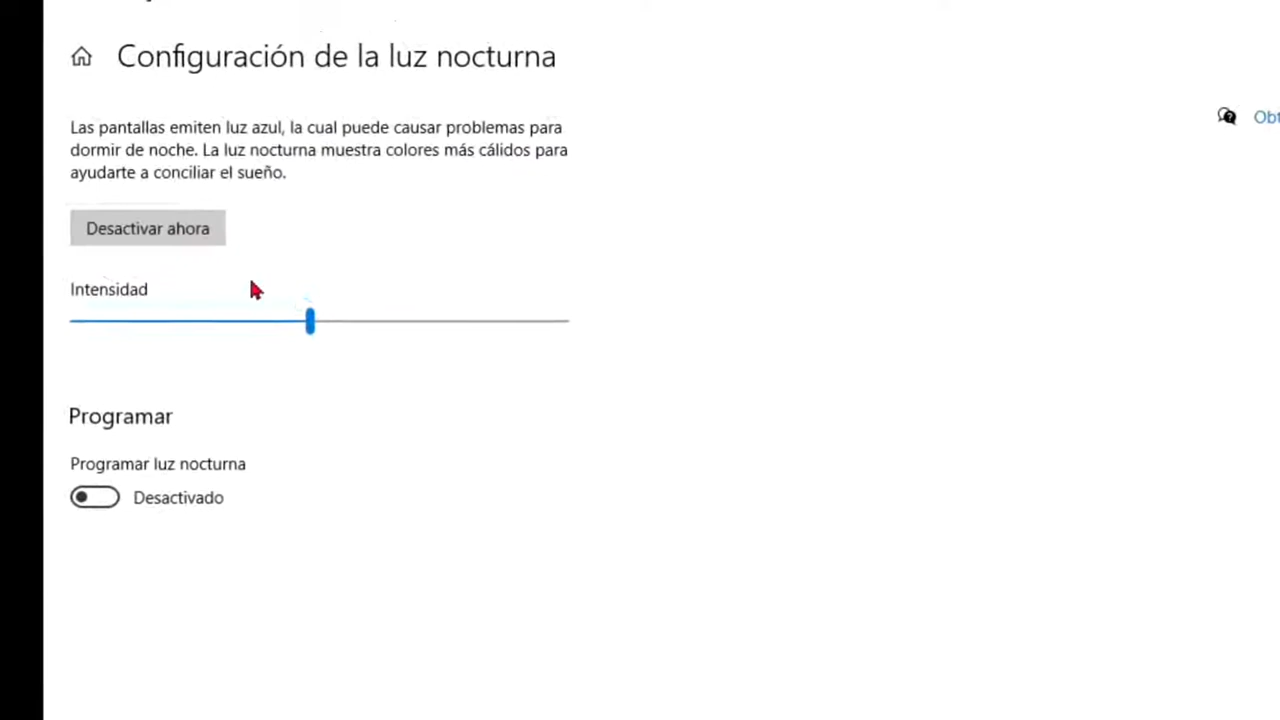 Configuración de la luz nocturna
Las pantallas emiten luz azul, la cual puede causar problemas para
dormir de noche. La luz nocturna muestra colores más cálidos para
ayudarte a conciliar el sueño.
Obt
Desactivar ahora
Intensidad
Programar
Programar luz nocturna
Desactivado